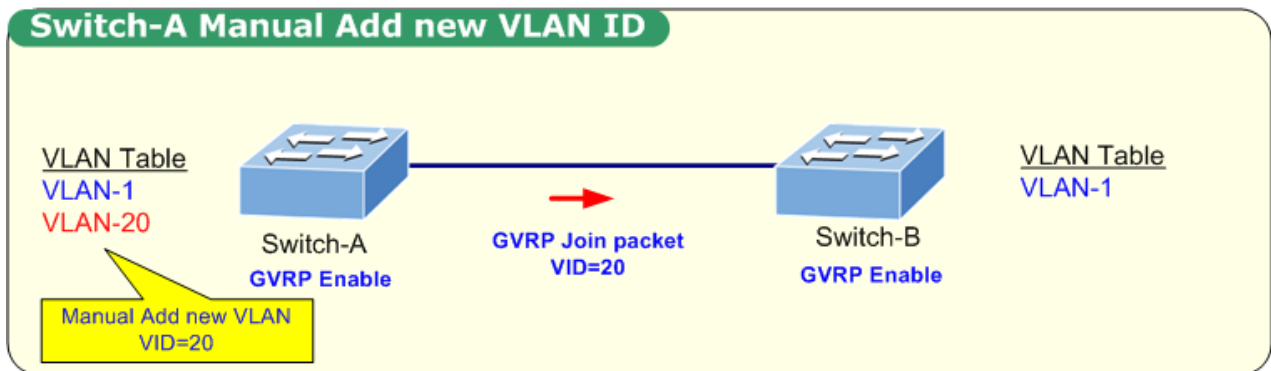 Switch-A Manual Add new VLAN ID
VLAN Table
VLAN-1
VLAN-20
Manual Add new VLAN
VID=20
Switch-A
GVRP Enable
GVRP Join packet
VID=20
Switch-B
GVRP Enable
VLAN Table
VLAN-1